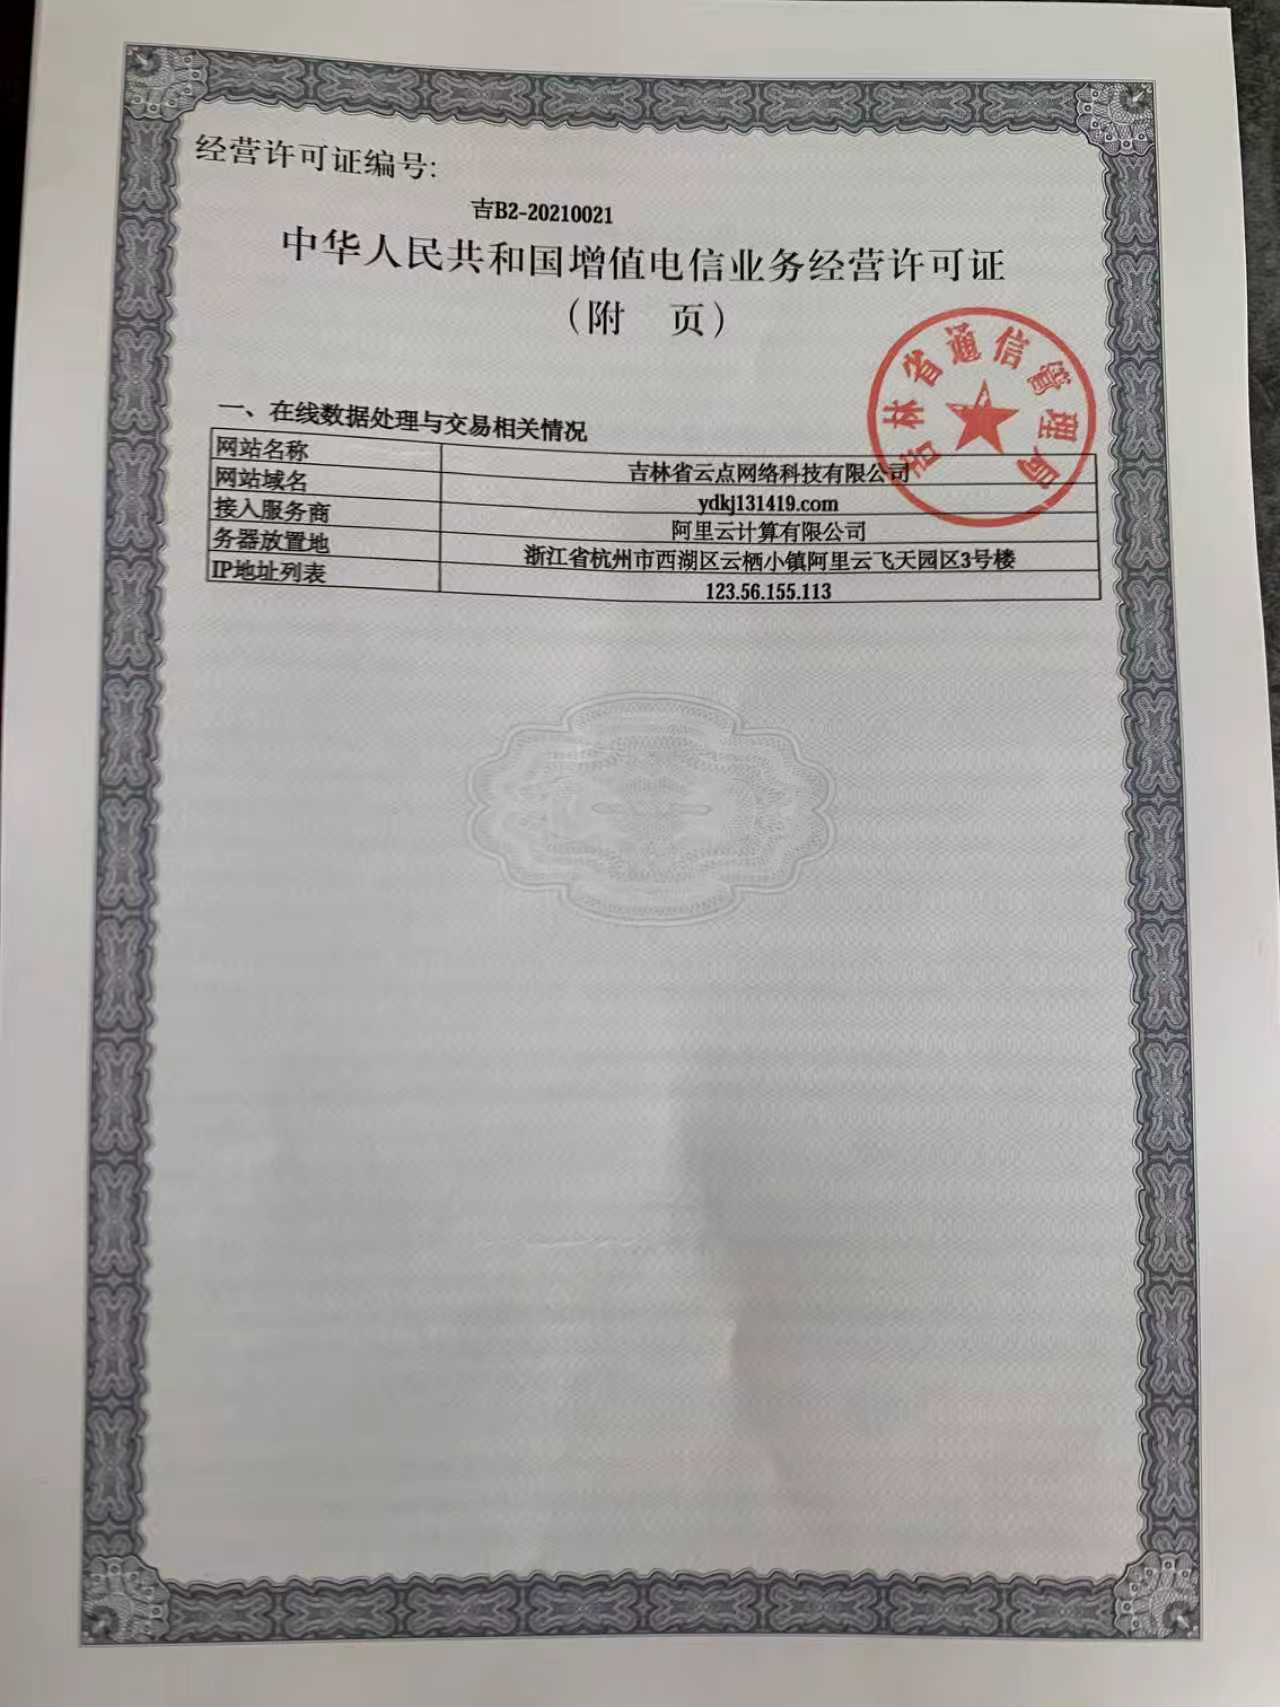 经营许可证编号:
吉B2-20210021
中华人民共和国增值电信业务经营许可证
（附 页）
吉林省通信管理局
一、在线数据处理与交易相关情况
网站名称 吉林省云点网络科技有限公司
网站域名 ydkj131419.com
接入服务商 阿里云计算有限公司
务器放置地 浙江省杭州市西湖区云栖小镇阿里云飞天园区3号楼
IP地址列表 123.56.155.113